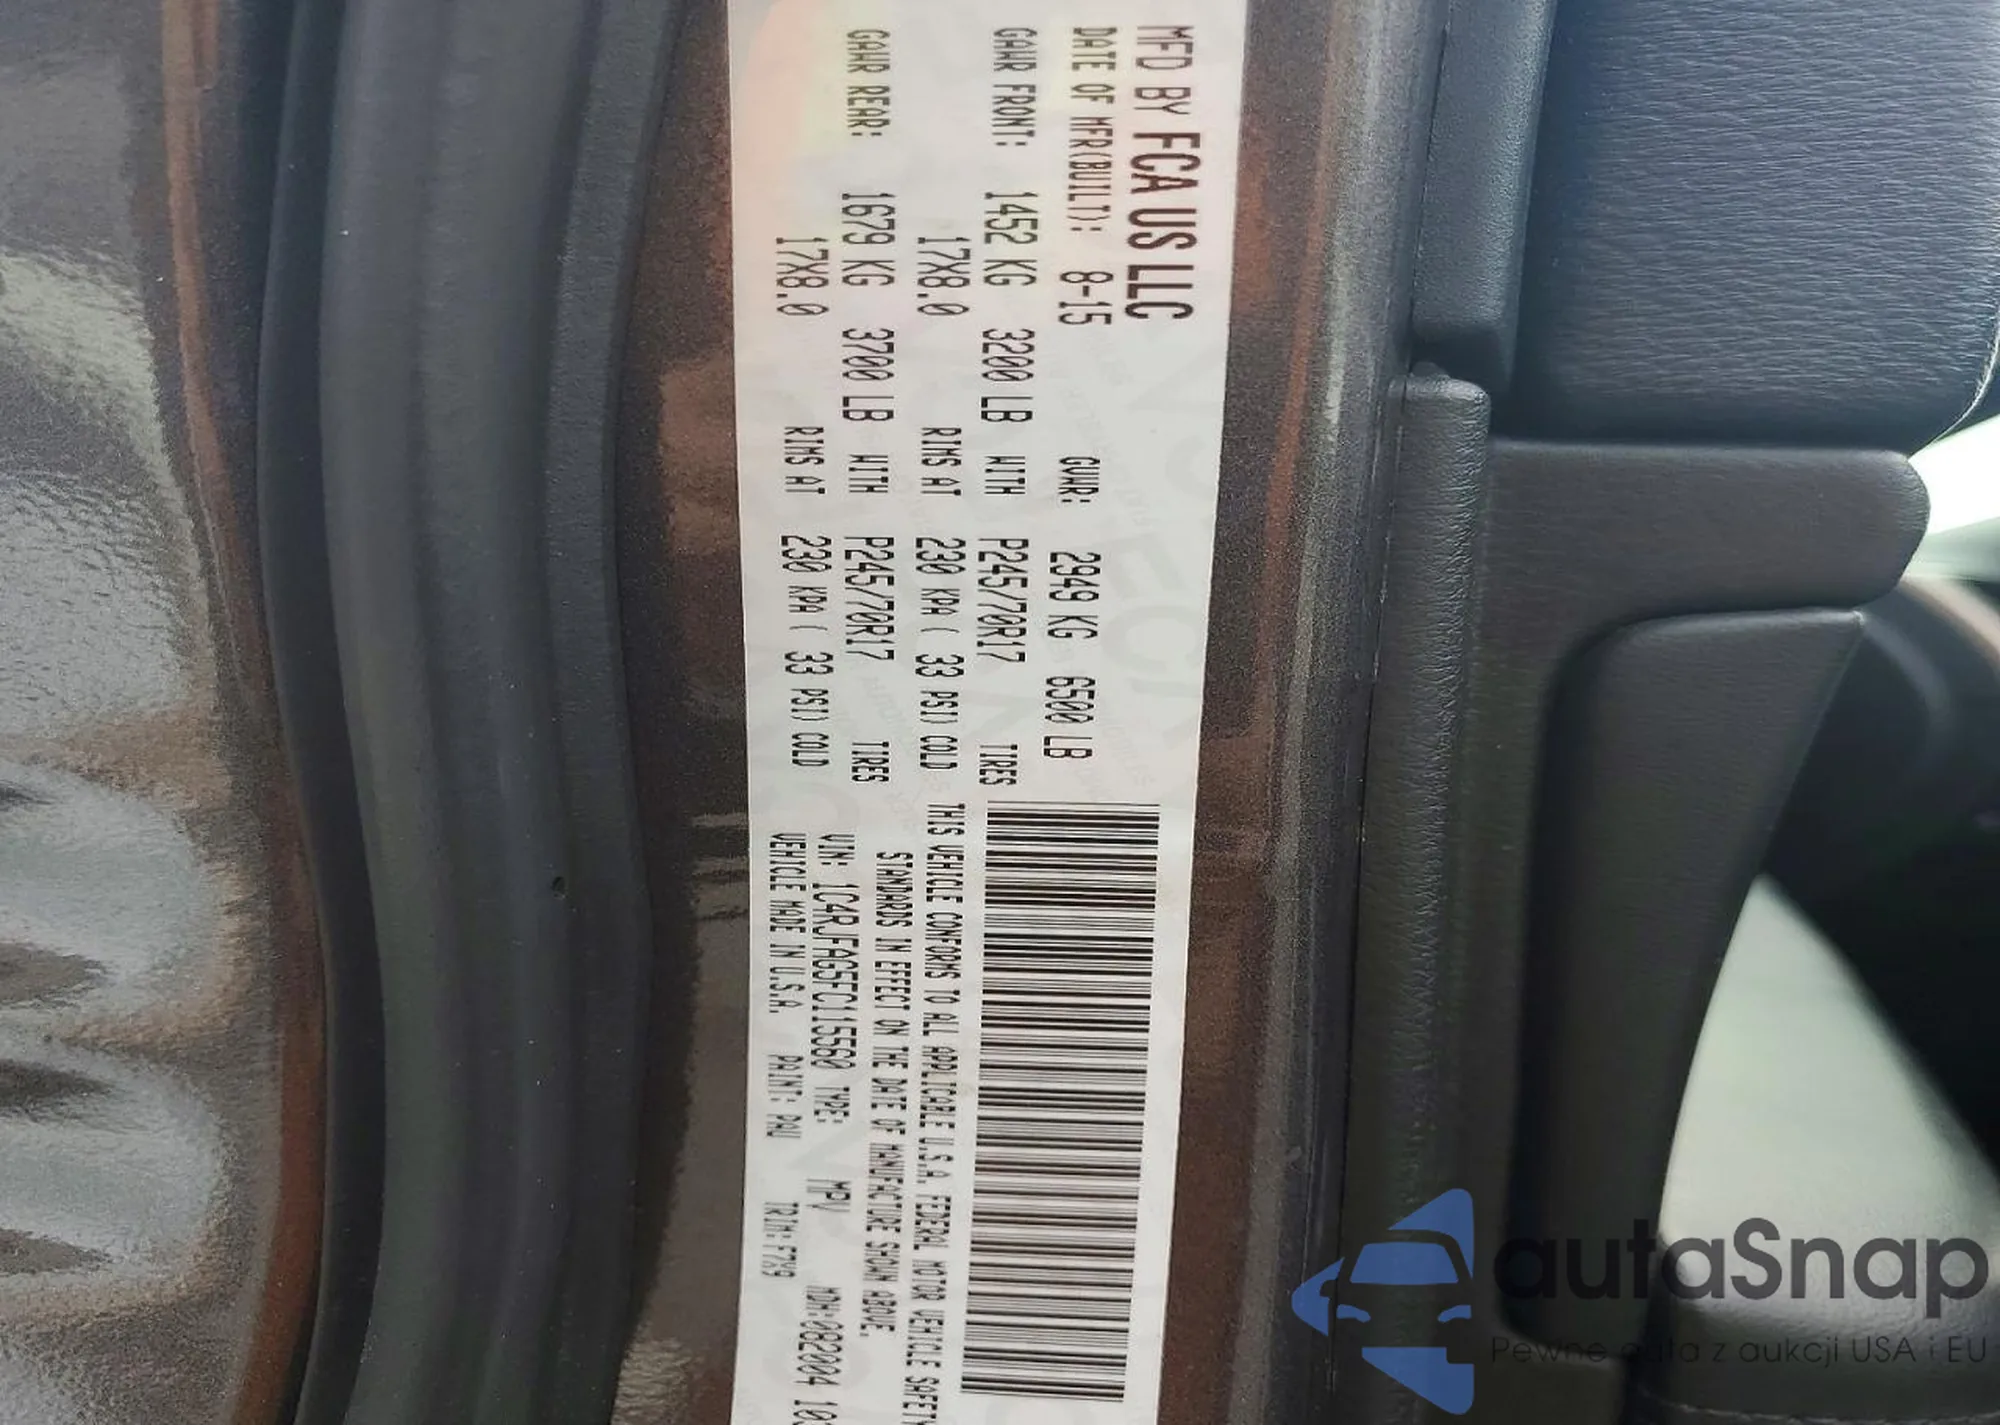 MFD BY FCA US LLC
DATE OF MFR(BUILT): 8-15 GVWR: 2949 KG 6500 LB
GAWR FRONT: 1452 KG 3200 LB WITH P245/70R17 TIRES
17X8.0 RIMS AT 230 KPA ( 33 PSI) COLD
GAWR REAR: 1679 KG 3700 LB WITH P245/70R17 TIRES
17X8.0 RIMS AT 230 KPA ( 33 PSI) COLD
THIS VEHICLE CONFORMS TO ALL APPLICABLE U.S.A. FEDERAL MOTOR VEHICLE SAFETY
STANDARDS IN EFFECT ON THE DATE OF MANUFACTURE SHOWN ABOVE.
VIN: 1C4RJFAG5FC115560 TYPE: MPV MDH:082004 103
VEHICLE MADE IN U.S.A. PAINT: PAU TRIM:F7X9
autaSnap
Pewne auta z aukcji USA i EU